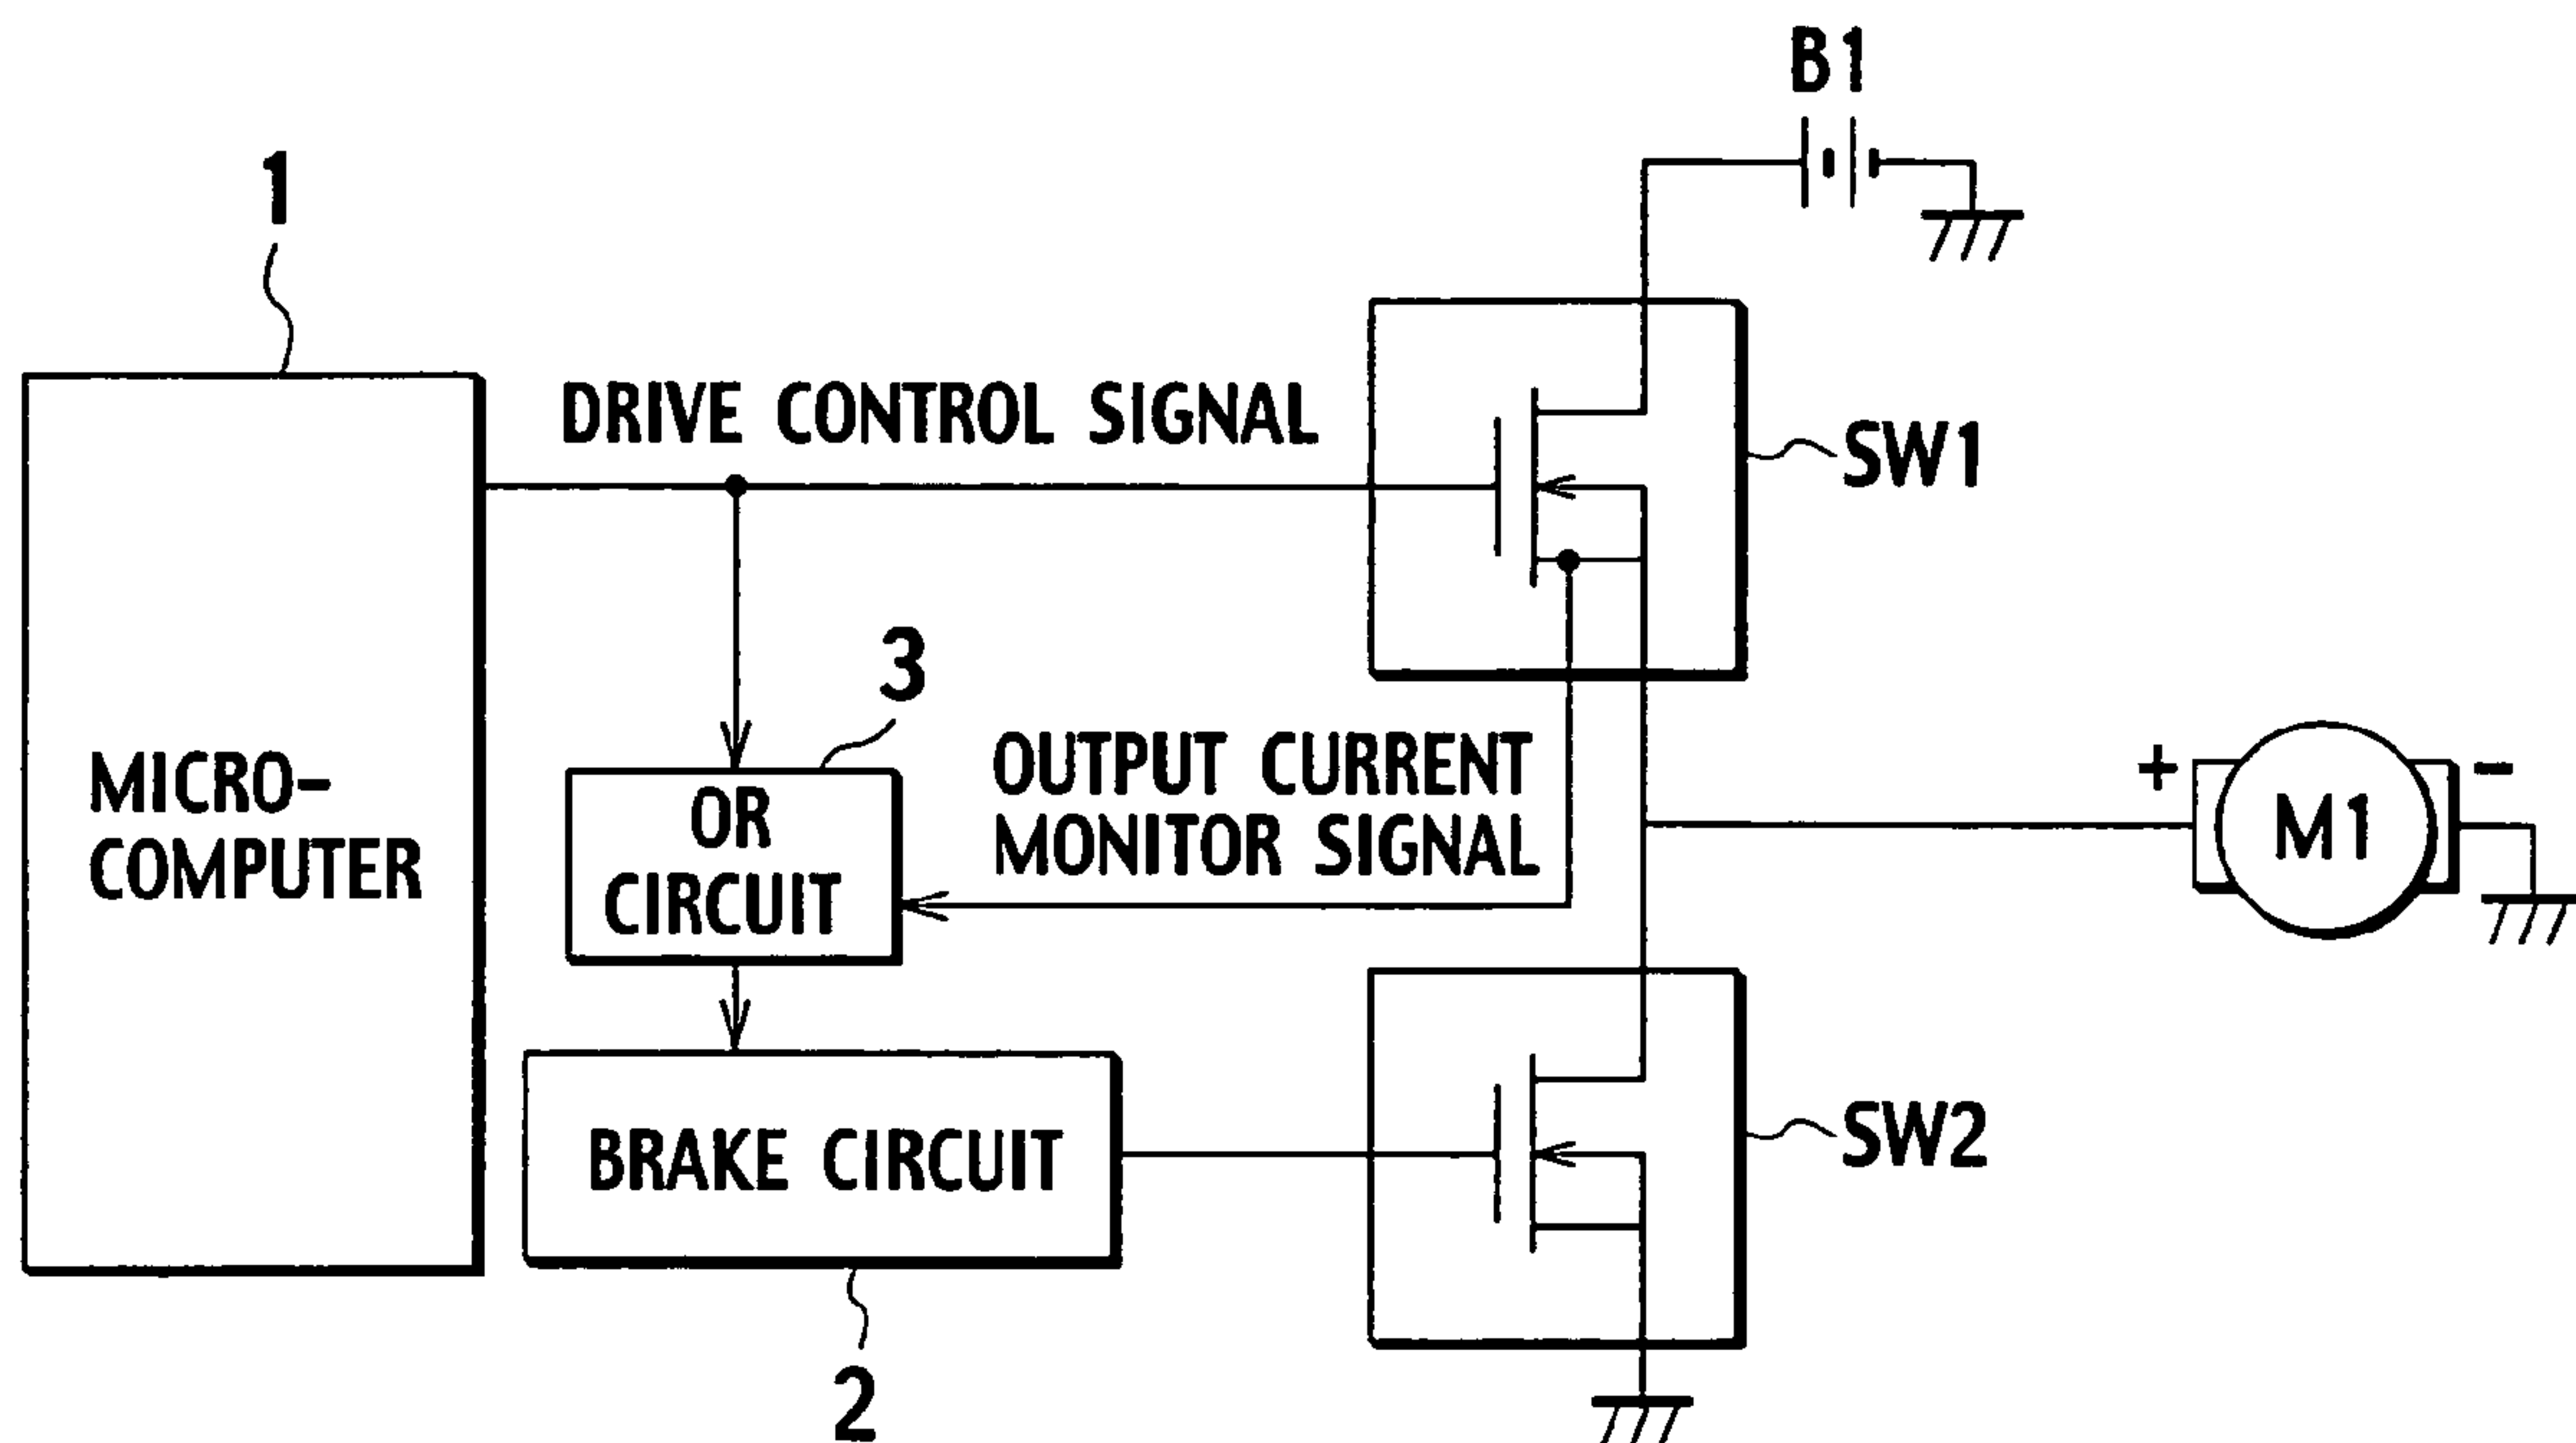 B1
1
DRIVE CONTROL SIGNAL
SW1
3
OUTPUT CURRENT
MONITOR SIGNAL
MICRO-
COMPUTER
OR
CIRCUIT
+
M1
-
BRAKE CIRCUIT
SW2
2